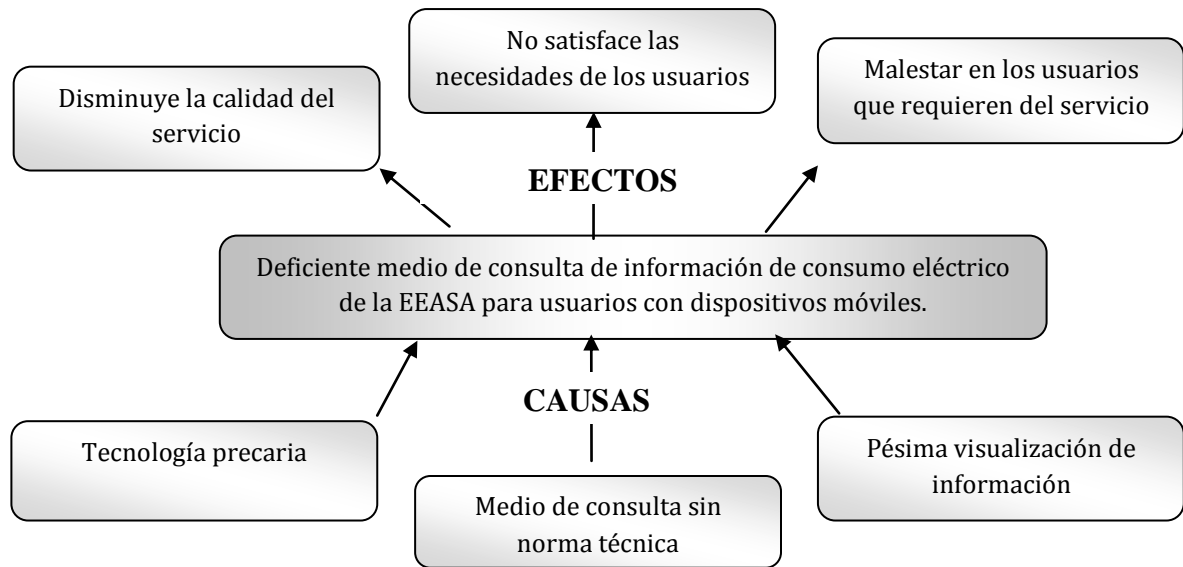 No satisface las
necesidades de los usuarios
Disminuye la calidad del
servicio
Malestar en los usuarios
que requieren del servicio
EFECTOS
Deficiente medio de consulta de información de consumo eléctrico
de la EEASA para usuarios con dispositivos móviles.
CAUSAS
Tecnología precaria
Medio de consulta sin
norma técnica
Pésima visualización de
información